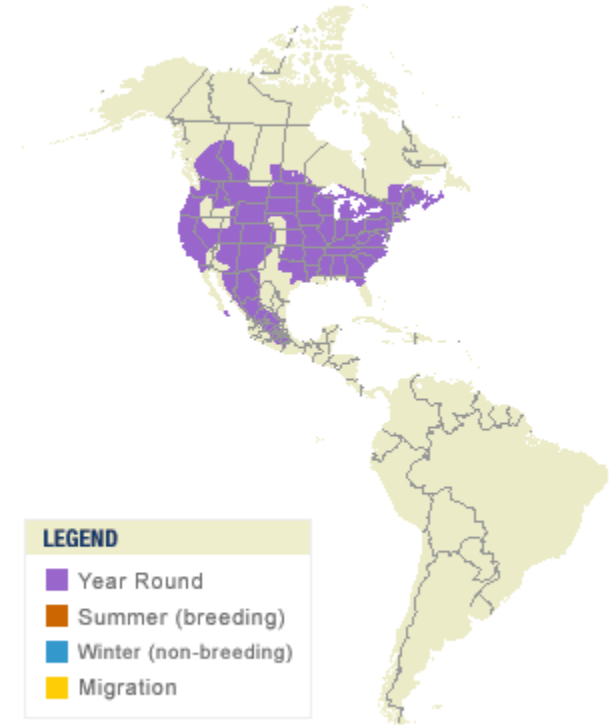 LEGEND
Year Round
Summer (breeding)
Winter (non-breeding)
Migration